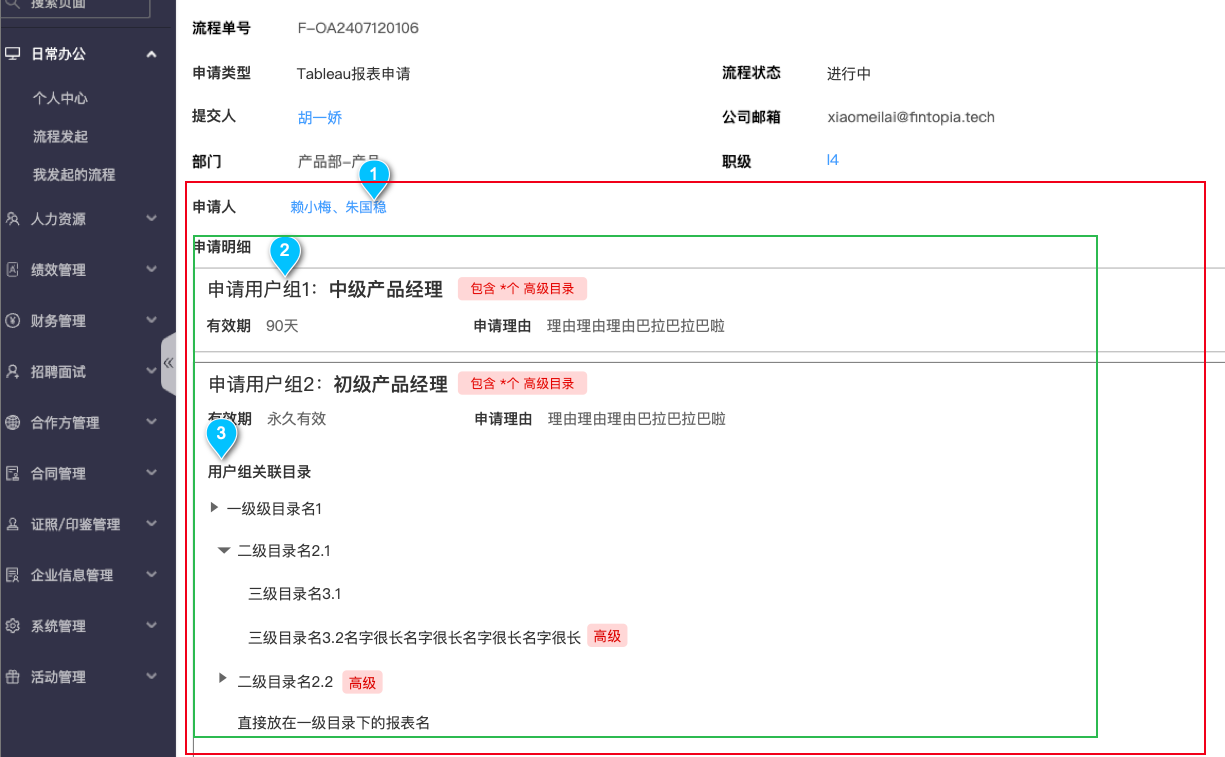 搜索页面
日常办公
个人中心
流程发起
我发起的流程
人力资源
绩效管理
财务管理
招聘面试
合作方管理
合同管理
证照/印鉴管理
企业信息管理
系统管理
活动管理
流程单号 F-OA2407120106
申请类型 Tableau报表申请 流程状态 进行中
提交人 胡一娇 公司邮箱 xiaomeilai@fintopia.tech
部门 产品部-产品 职级 I4
1
申请人 赖小梅、朱国稳
申请明细
2
申请用户组1：中级产品经理 包含 *个 高级目录
有效期 90天 申请理由 理由理由理由巴拉巴拉巴啦
申请用户组2：初级产品经理 包含 *个 高级目录
有效期 永久有效 申请理由 理由理由理由巴拉巴拉巴啦
3
用户组关联目录
一级级目录名1
二级目录名2.1
三级目录名3.1
三级目录名3.2名字很长名字很长名字很长名字很长 高级
二级目录名2.2 高级
直接放在一级目录下的报表名